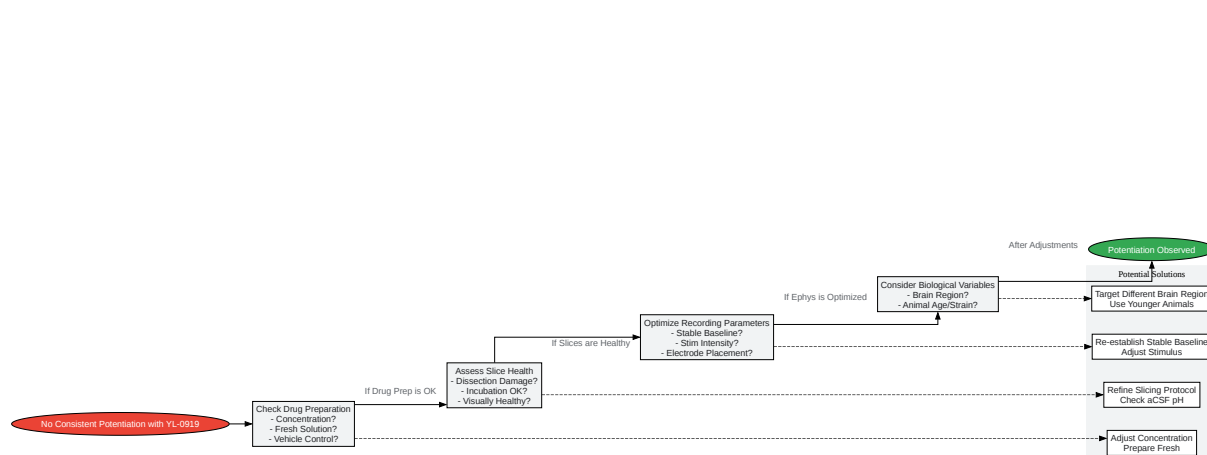 No Consistent Potentiation with YL-0919
Check Drug Preparation
- Concentration?
- Fresh Solution?
- Vehicle Control?
If Drug Prep is OK
Assess Slice Health
- Dissection Damage?
- Incubation OK?
- Visually Healthy?
If Slices are Healthy
Optimize Recording Parameters
- Stable Baseline?
- Stim Intensity?
- Electrode Placement?
If Ephys is Optimized
Consider Biological Variables
- Brain Region?
- Animal Age/Strain?
After Adjustments
Potentiation Observed
Potential Solutions
Target Different Brain Region
Use Younger Animals
Re-establish Stable Baseline
Adjust Stimulus
Refine Slicing Protocol
Check aCSF pH
Adjust Concentration
Prepare Fresh